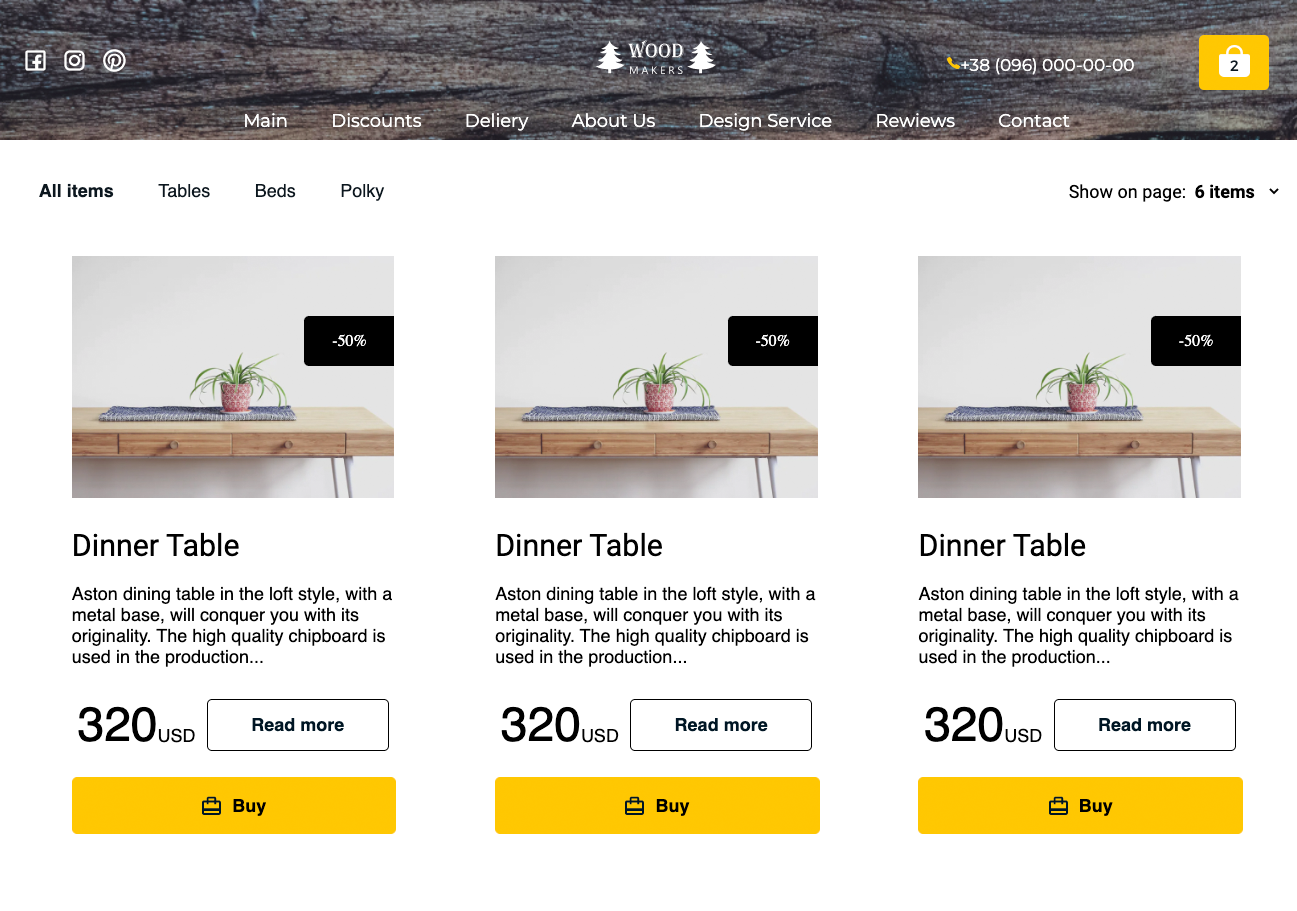 WOOD
MAKERS
+38 (096) 000-00-00
2
Main Discounts Deliery About Us Design Service Rewiews Contact
All items Tables Beds Polky
Show on page: 6 items
-50%
-50%
-50%
Dinner Table
Aston dining table in the loft style, with a
metal base, will conquer you with its
originality. The high quality chipboard is
used in the production...
320USD Read more
Buy
Dinner Table
Aston dining table in the loft style, with a
metal base, will conquer you with its
originality. The high quality chipboard is
used in the production...
320USD Read more
Buy
Dinner Table
Aston dining table in the loft style, with a
metal base, will conquer you with its
originality. The high quality chipboard is
used in the production...
320USD Read more
Buy